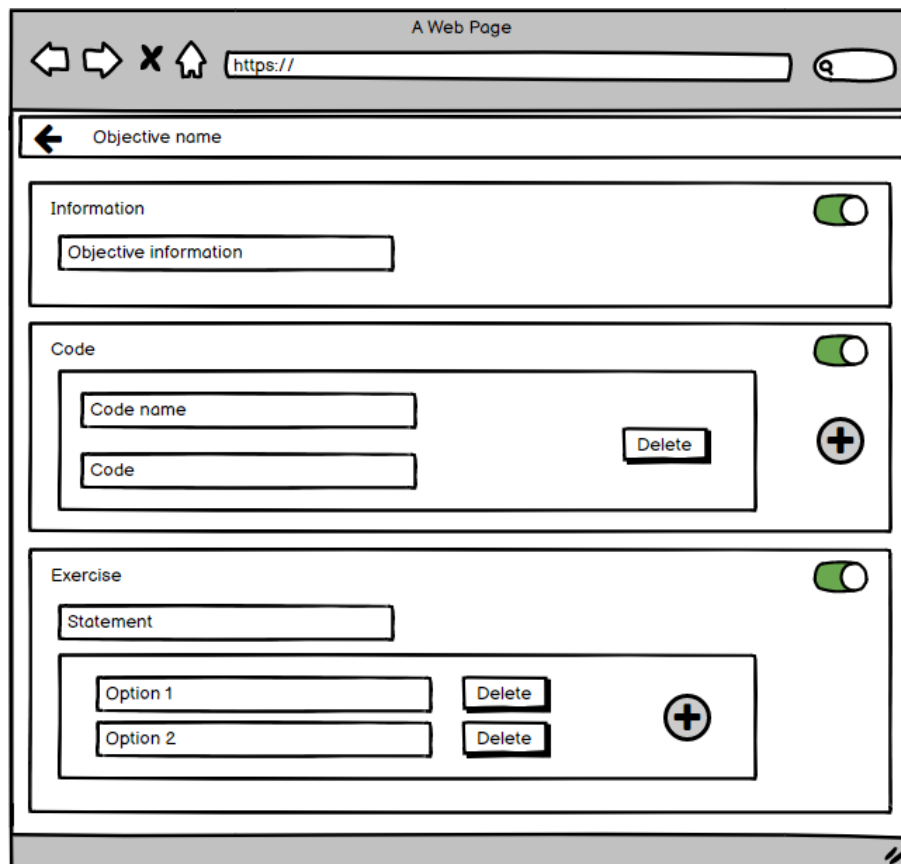 A Web Page
https://
Objective name
Information
Objective information
Code
Code name
Delete
Code
Exercise
Statement
Option 1 Delete
Option 2 Delete